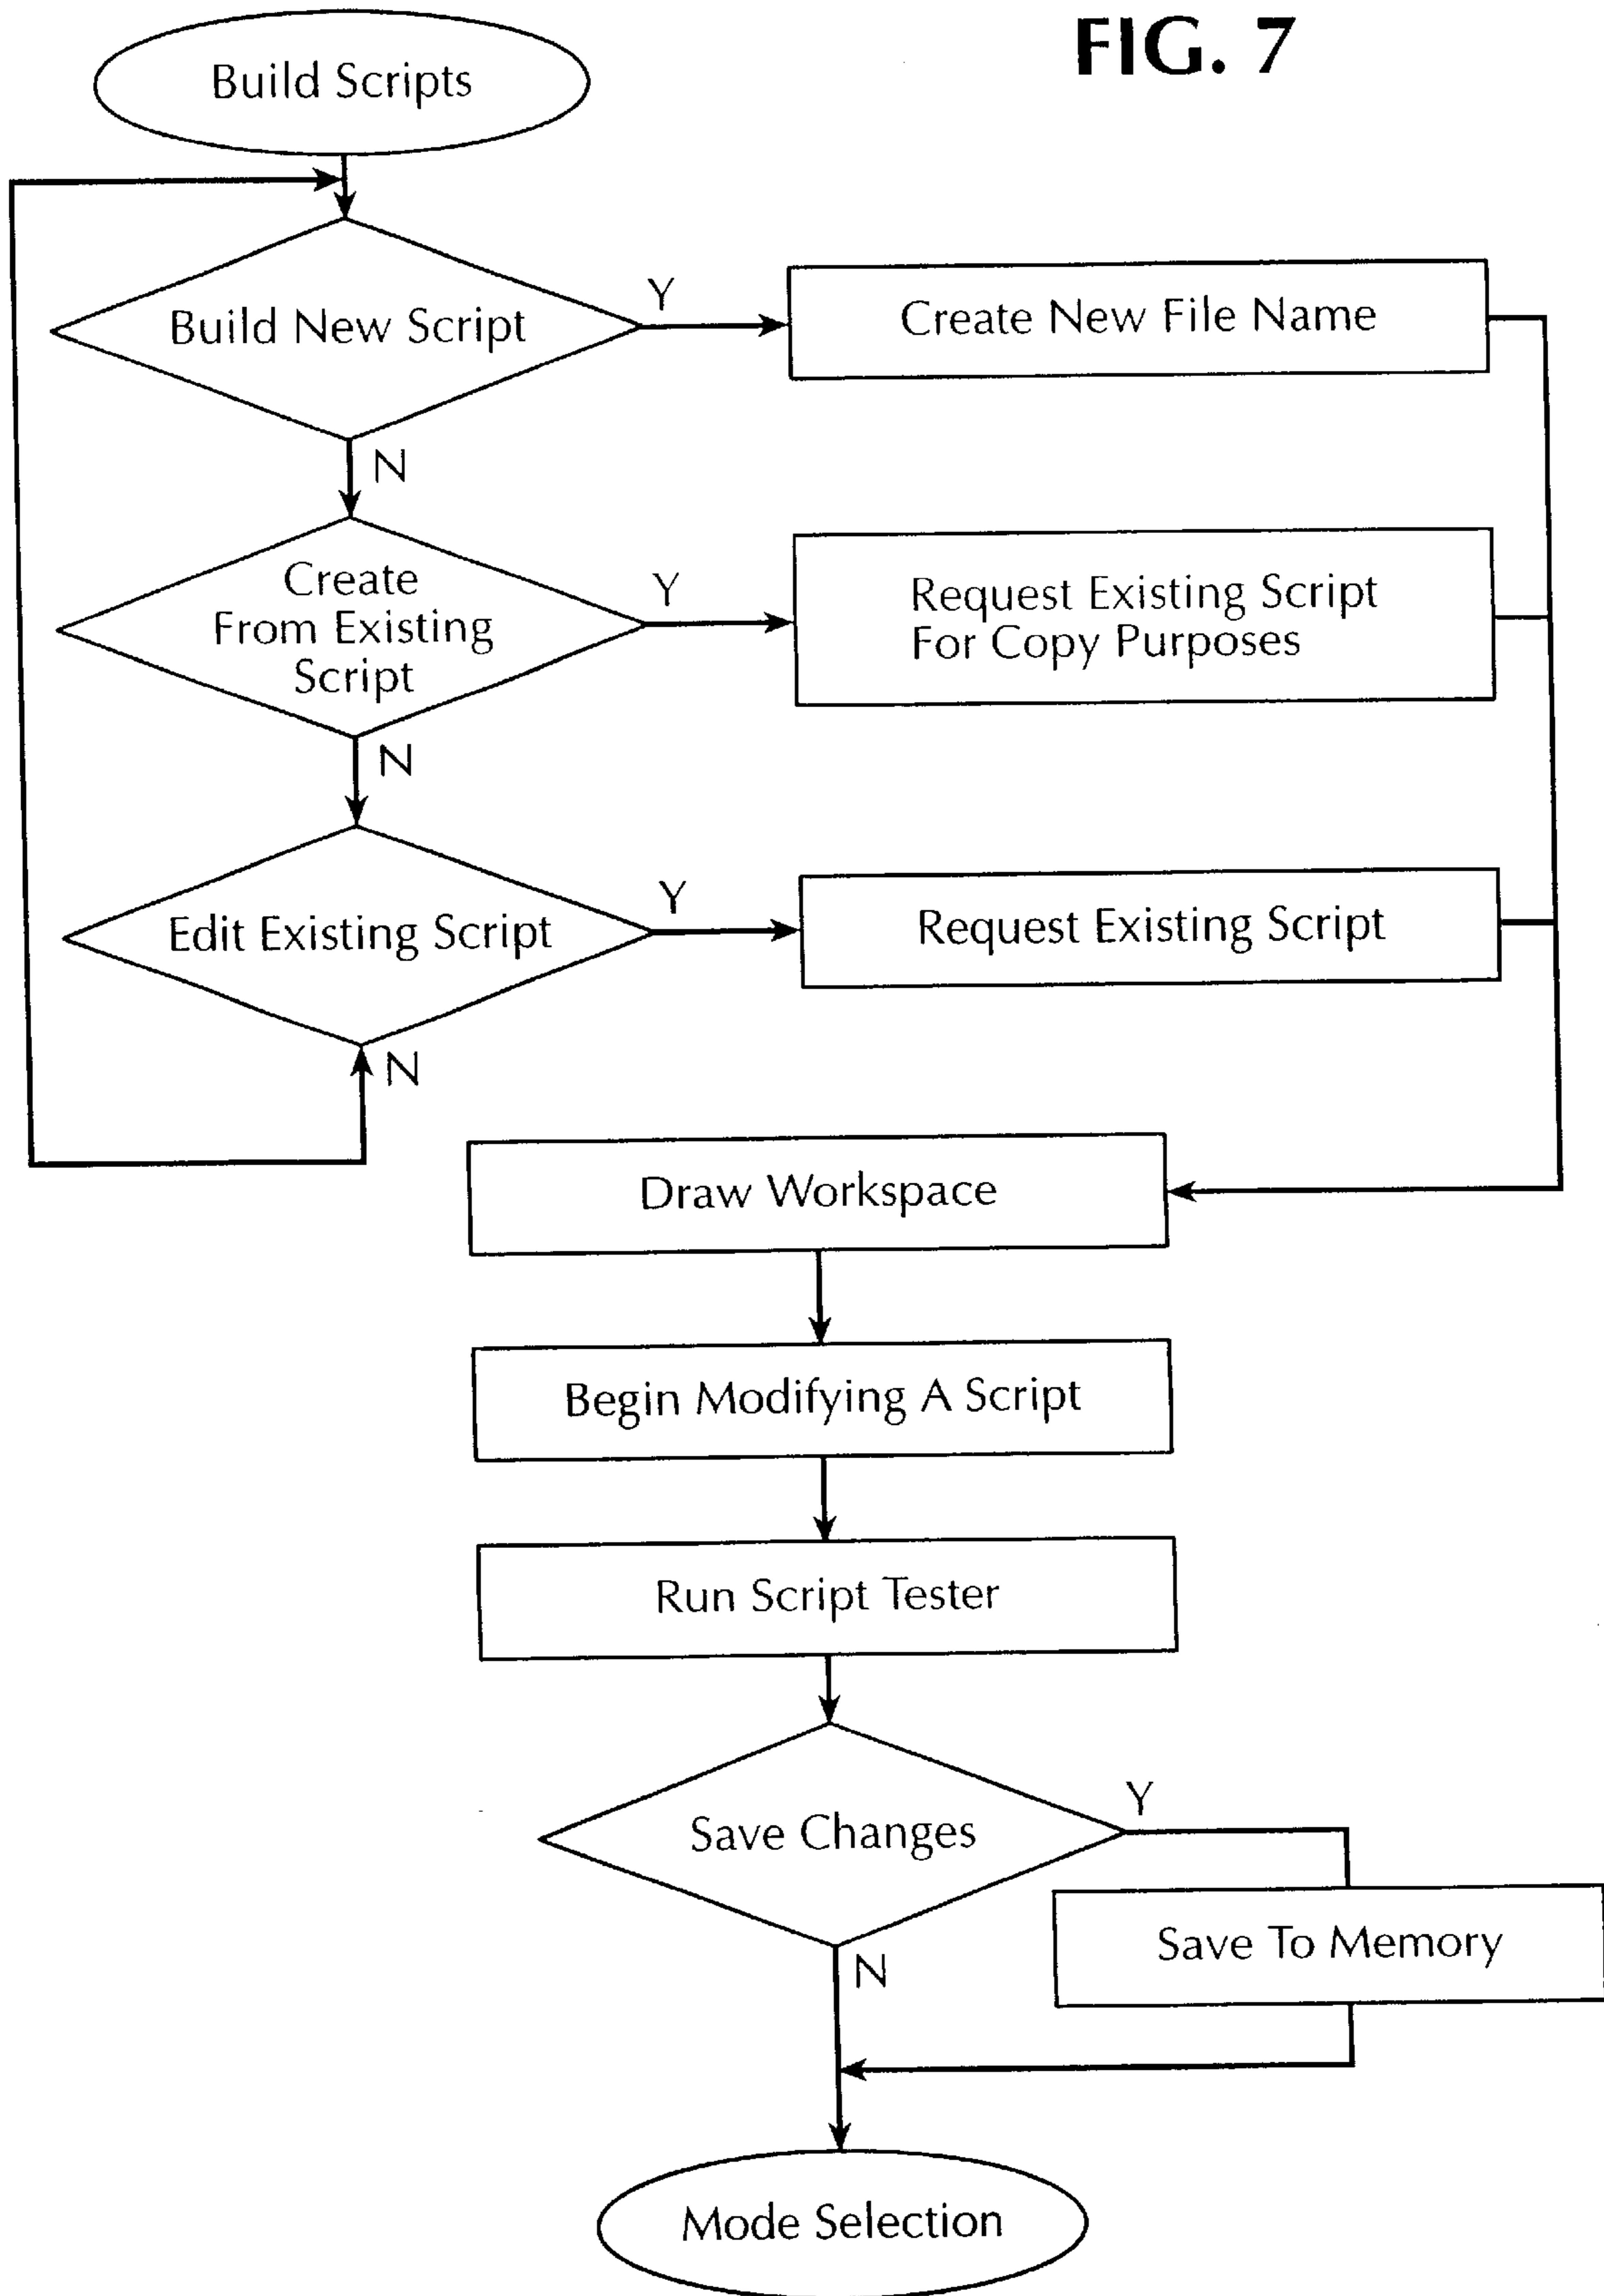 FIG. 7
Build Scripts
Build New Script
Y
Create New File Name
N
Create
From Existing
Script
Y
Request Existing Script
For Copy Purposes
N
Edit Existing Script
Y
Request Existing Script
N
Draw Workspace
Begin Modifying A Script
Run Script Tester
Save Changes
Y
Save To Memory
N
Mode Selection